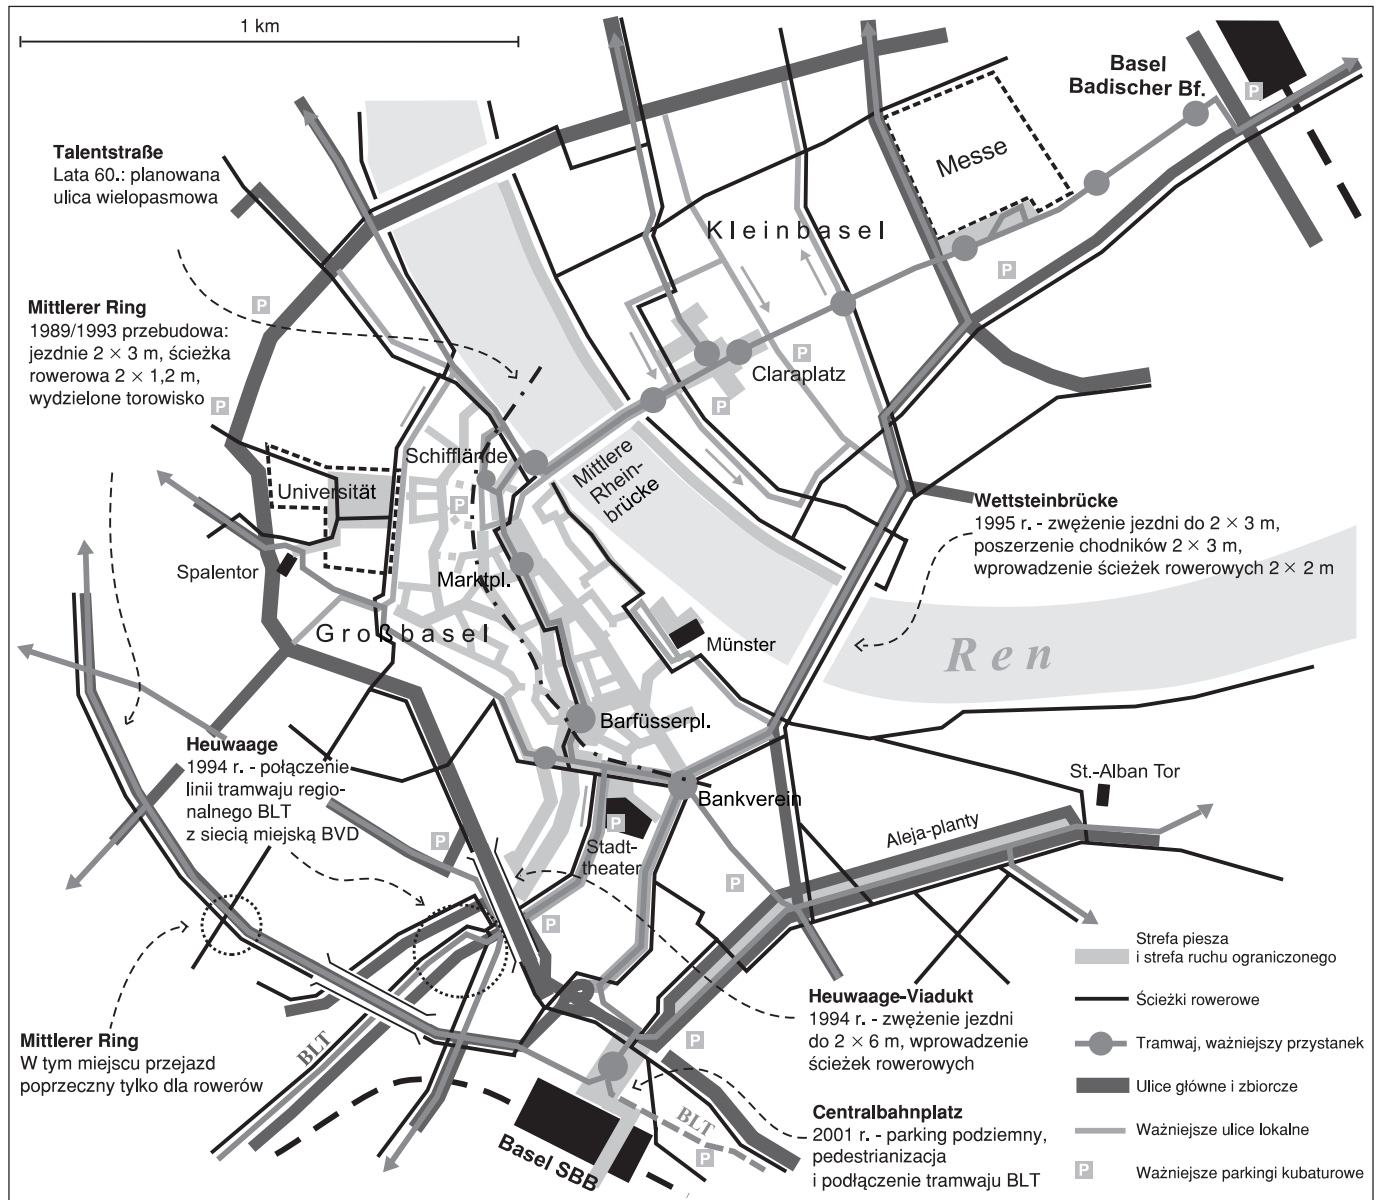 1 km
Basel
Badischer Bf.
P
Talentstraße
Lata 60.: planowana
ulica wielopasmowa
Messe
Kleinbasel
P
P
Mittlerer Ring
1989/1993 przebudowa:
jezdnie 2 × 3 m, ścieżka
rowerowa 2 × 1,2 m,
wydzielone torowisko
P
P
Claraplatz
P
Schifflände
Mittlere
Rhein-
brücke
Universität
P
Wettsteinbrücke
1995 r. - zwężenie jezdni do 2 × 3 m,
poszerzenie chodników 2 × 3 m,
wprowadzenie ścieżek rowerowych 2 × 2 m
Spalentor
Marktpl.
Großbasel
Münster
Ren
Barfüsserpl.
Heuwaage
1994 r. - połączenie
linii tramwaju regio-
nalnego BLT
z siecią miejską BVD
St.-Alban Tor
Bankverein
P
P
Stadt-
theater
Aleja-planty
P
P
Strefa piesza
i strefa ruchu ograniczonego
Ścieżki rowerowe
Tramwaj, ważniejszy przystanek
Ulice główne i zbiorcze
Ważniejsze ulice lokalne
P
Ważniejsze parkingi kubaturowe
Heuwaage-Viadukt
1994 r. - zwężenie jezdni
do 2 × 6 m, wprowadzenie
ścieżek rowerowych
Mittlerer Ring
W tym miejscu przejazd
poprzeczny tylko dla rowerów
BLT
P
BLT
P
Basel SBB
Centralbahnplatz
2001 r. - parking podziemny,
pedestrianizacja
i podłączenie tramwaju BLT